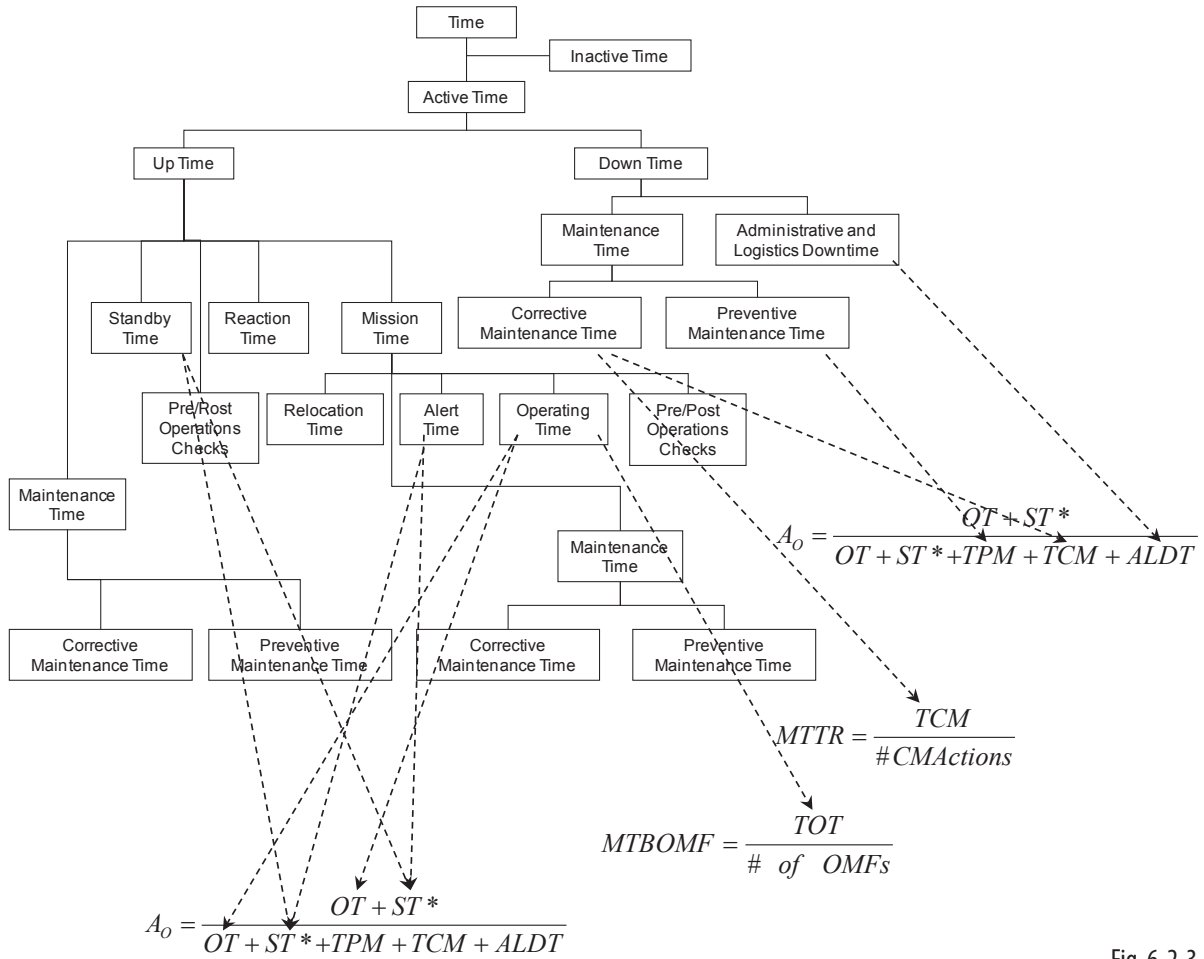 Time
Inactive Time
Active Time
Up Time
Down Time
Maintenance
Time
Administrative and
Logistics Downtime
Standby
Time
Reaction
Time
Mission
Time
Corrective
Maintenance Time
Preventive
Maintenance Time
Pre/Rost
Operations
Checks
Relocation
Time
Alert
Time
Operating
Time
Pre/Post
Operations
Checks
Maintenance
Time
Maintenance
Time
Corrective
Maintenance Time
Preventive
Maintenance Time
Corrective
Maintenance Time
Preventive
Maintenance Time
OT + ST *
A_O =
OT + ST * +TPM + TCM + ALDT
TCM
MTTR =
# CMActions
TOT
MTBOMF =
# of OMFs
OT + ST *
A_O =
OT + ST * +TPM + TCM + ALDT
Fig. 6.2.3